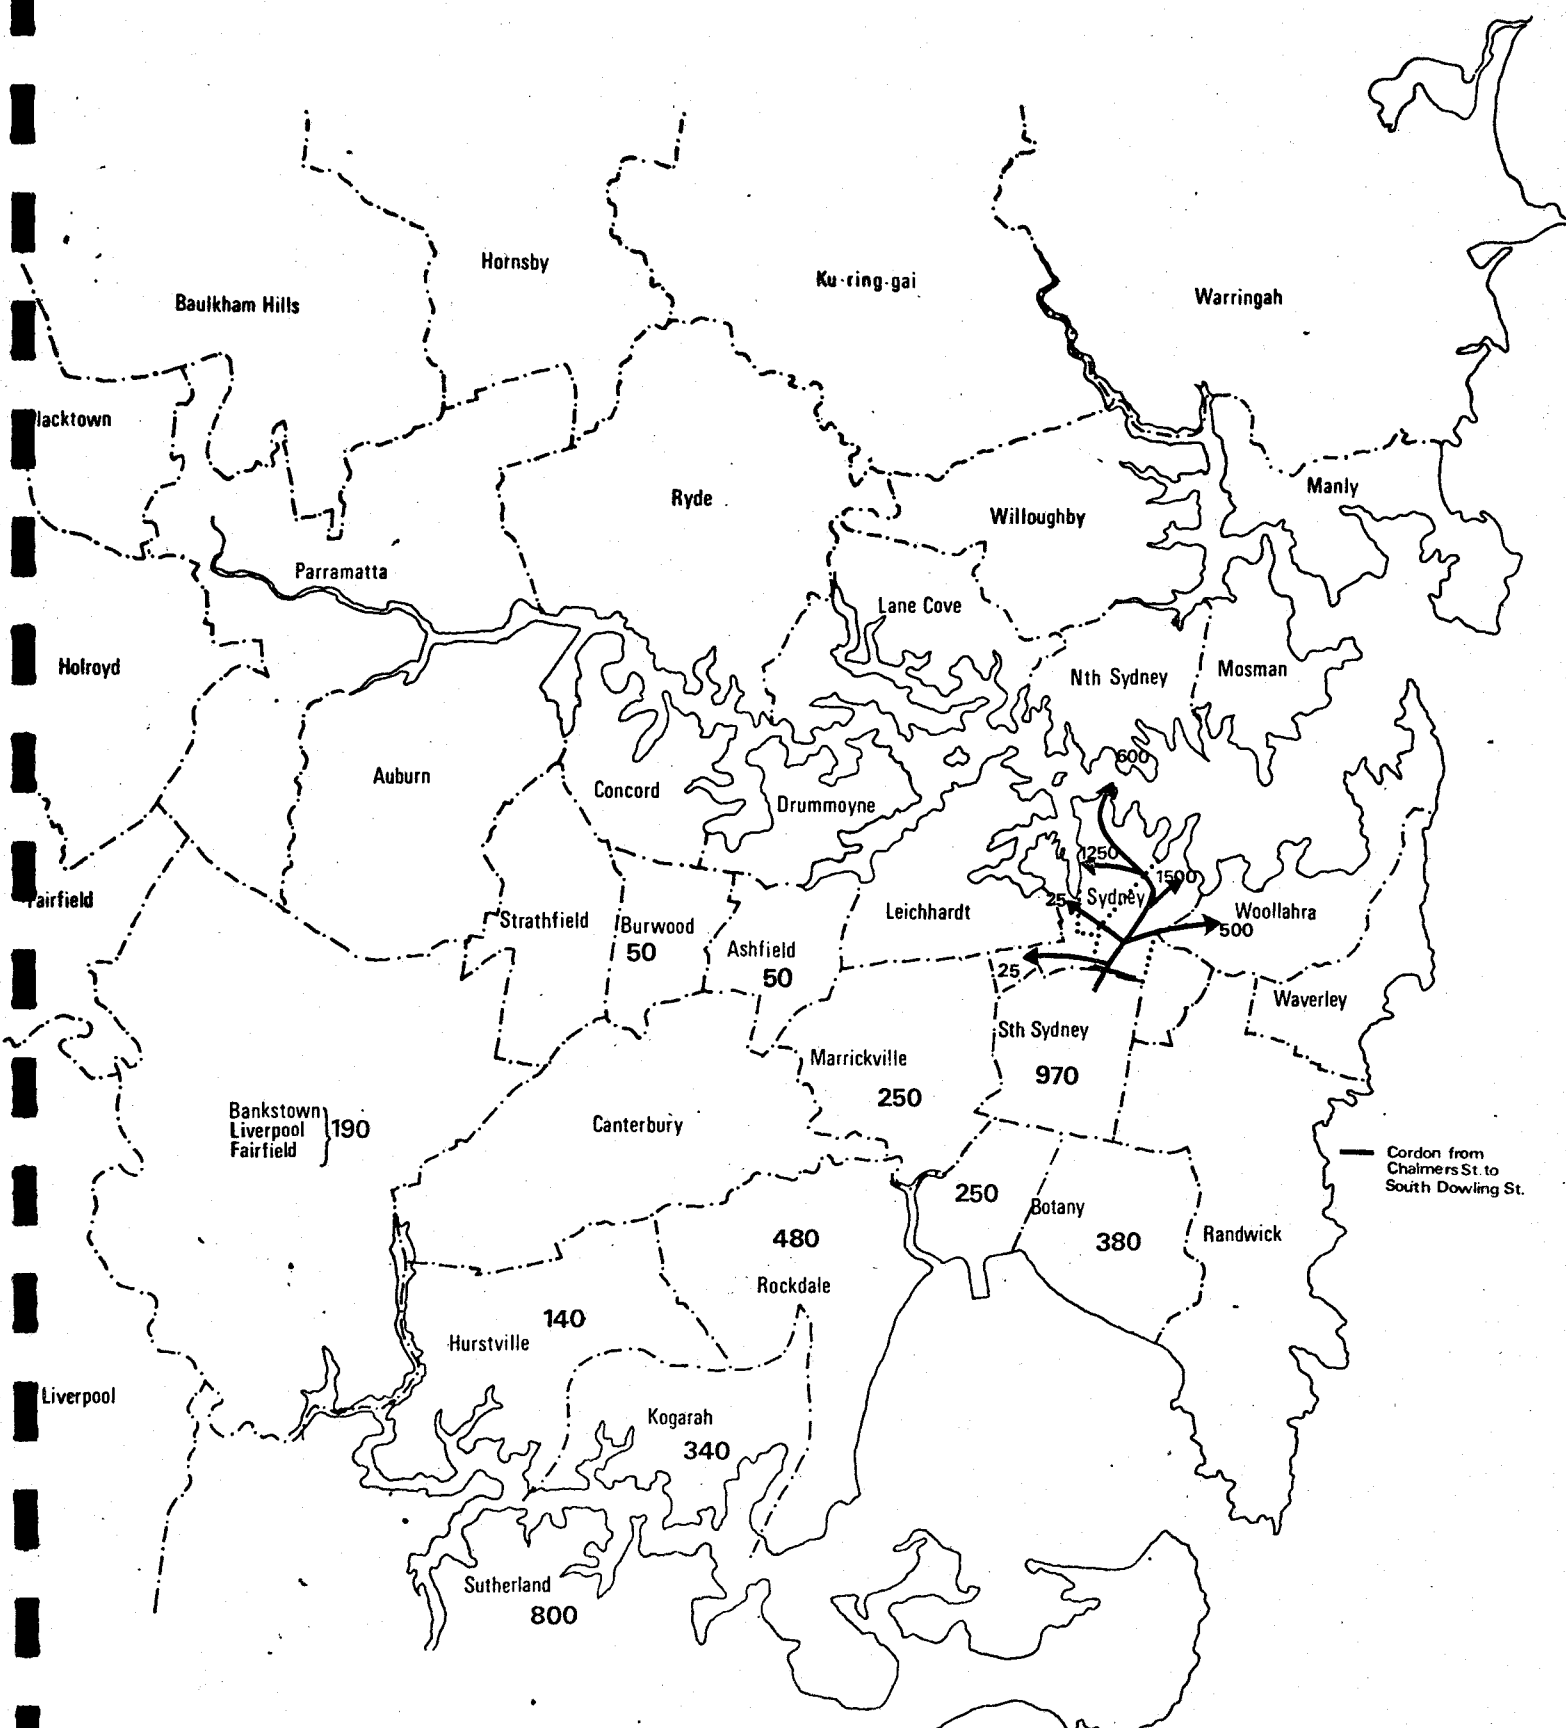 Hornsby
Ku-ring-gai
Warringah
Baulkham Hills
lacktown
Manly
Ryde
Willoughby
Parramatta
Lane Cove
Holroyd
Nth Sydney
Mosman
600
Auburn
Concord
Drummoyne
1250
1500
Fairfield
25
Sydney
Strathfield
Burwood
50
Leichhardt
Woollahra
500
Ashfield
50
25
Waverley
Sth Sydney
970
Marrickville
250
Bankstown
Liverpool
Fairfield
190
Canterbury
Cordon from
Chalmers St. to
South Dowling St.
250
Botany
380
Randwick
480
Rockdale
140
Hurstville
Liverpool
Kogarah
340
Sutherland
800